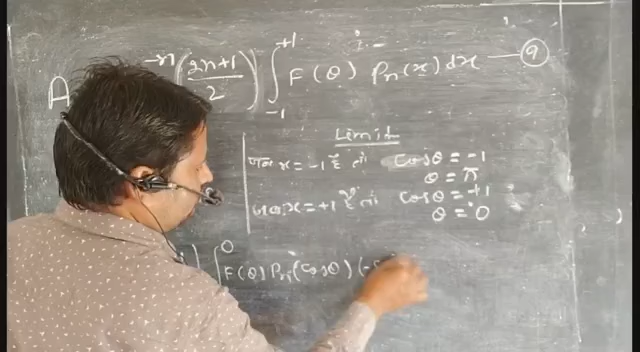 A ^{-n} (2n+1/2) ∫_{-1}^{+1} F(θ) Pn(x) dx — ⑨
Limit
जब x = -1 है तो cosθ = -1
θ = π
जब x = +1 है तो cosθ = +1
θ = 0
∫^{0} F(θ) Pn(cosθ) (-s